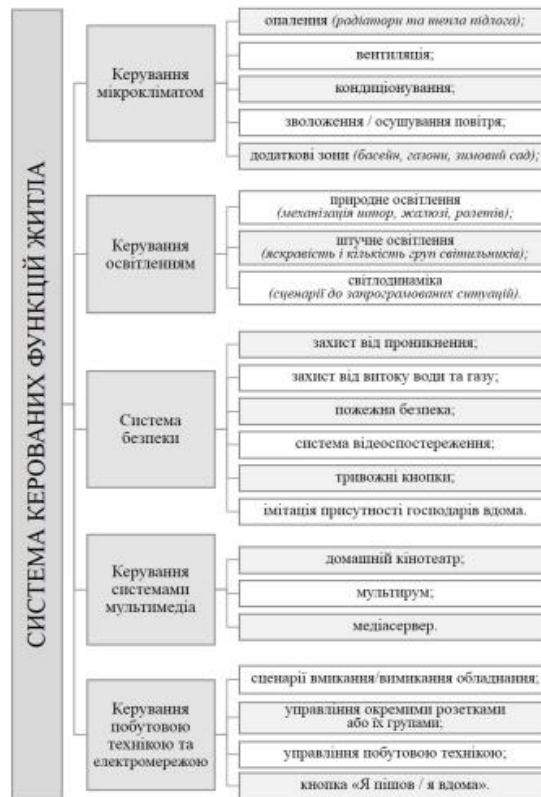 СИСТЕМА КЕРОВАНИХ ФУНКЦІЙ ЖИТЛА
Керування
мікрокліматом
опалення (радіатори та тепла підлога);
вентиляція;
кондиціонування;
зволоження / осушування повітря;
додаткові зони (басейн, газони, зимовий сад);
Керування
освітленням
природне освітлення
(механізація штор, жалюзі, ролетів);
штучне освітлення
(яскравість і кількість груп світильників);
світлодинаміка
(сценарії до запрограмованих ситуацій).
Система
безпеки
захист від проникнення;
захист від витоку води та газу;
пожежна безпека;
система відеоспостереження;
тривожні кнопки;
імітація присутності господарів вдома.
Керування
системами
мультимедіа
домашній кінотеатр;
мультирум;
медіасервер.
Керування
побутовою
технікою та
електромережою
сценарії вмикання/вимикання обладнання;
управління окремими розетками
або їх групами;
управління побутовою технікою;
кнопка «Я пішов / я вдома».